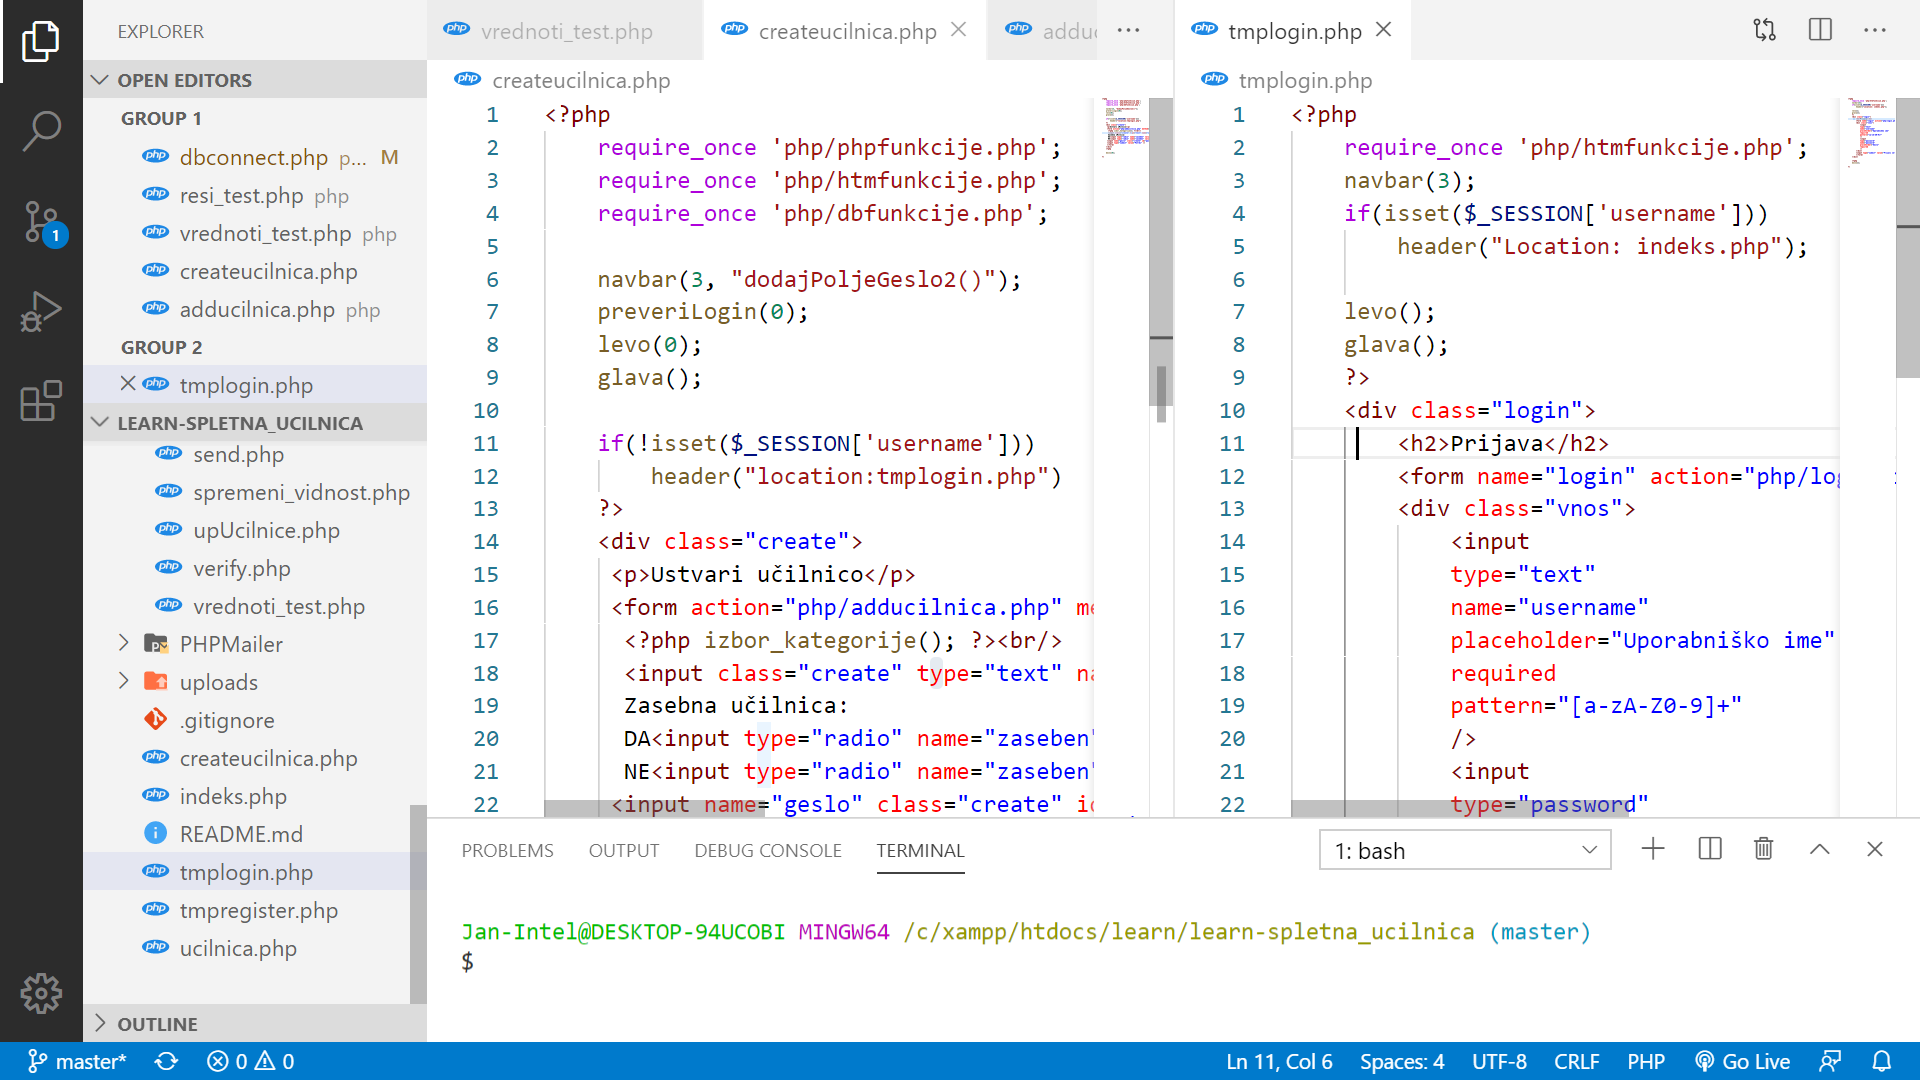 EXPLORER
OPEN EDITORS
GROUP 1
dbconnect.php p... M
resi_test.php php
vrednoti_test.php php
createucilnica.php
adducilnica.php php
GROUP 2
tmplogin.php
LEARN-SPLETNA_UCILNICA
send.php
spremeni_vidnost.php
upUcilnice.php
verify.php
vrednoti_test.php
PHPMailer
uploads
.gitignore
createucilnica.php
indeks.php
README.md
tmplogin.php
tmpregister.php
ucilnica.php
OUTLINE
1
vrednoti_test.php
createucilnica.php
adduc
createucilnica.php
1 <?php
2 require_once 'php/phpfunkcije.php';
3 require_once 'php/htmfunkcije.php';
4 require_once 'php/dbfunkcije.php';
5
6 navbar(3, "dodajPoljeGeslo2()");
7 preveriLogin(0);
8 levo(0);
9 glava();
10
11 if(!isset($_SESSION['username']))
12 header("location:tmplogin.php")
13 ?>
14 <div class="create">
15 <p>Ustvari učilnico</p>
16 <form action="php/adducilnica.php" me
17 <?php izbor_kategorije(); ?><br/>
18 <input class="create" type="text" na
19 Zasebna učilnica:
20 DA<input type="radio" name="zaseben"
21 NE<input type="radio" name="zaseben"
22 <input name="geslo" class="create" id
tmplogin.php
tmplogin.php
1 <?php
2 require_once 'php/htmfunkcije.php';
3 navbar(3);
4 if(isset($_SESSION['username']))
5 header("Location: indeks.php");
6
7 levo();
8 glava();
9 ?>
10 <div class="login">
11 <h2>Prijava</h2>
12 <form name="login" action="php/log
13 <div class="vnos">
14 <input
15 type="text"
16 name="username"
17 placeholder="Uporabniško ime"
18 required
19 pattern="[a-zA-Z0-9]+"
20 />
21 <input
22 type="password"
PROBLEMS OUTPUT DEBUG CONSOLE TERMINAL
1: bash
Jan-Intel@DESKTOP-94UCOBI MINGW64 /c/xampp/htdocs/learn/learn-spletna_ucilnica (master)
$
master* 0 0 Ln 11, Col 6 Spaces: 4 UTF-8 CRLF PHP Go Live